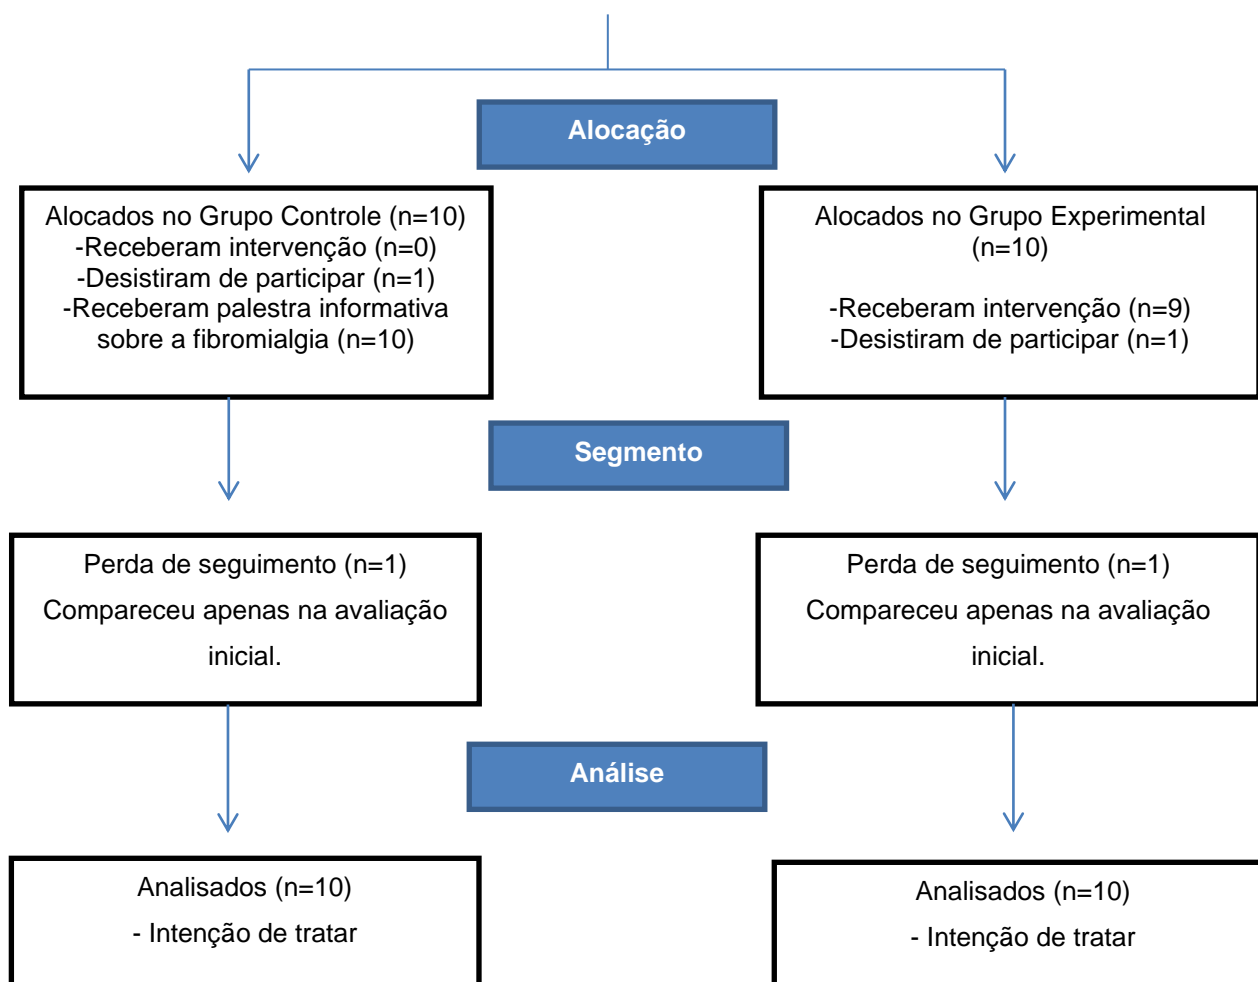 Alocação
Alocados no Grupo Controle (n=10)
-Receberam intervenção (n=0)
-Desistiram de participar (n=1)
-Receberam palestra informativa
sobre a fibromialgia (n=10)
Alocados no Grupo Experimental
(n=10)
-Receberam intervenção (n=9)
-Desistiram de participar (n=1)
Segmento
Perda de seguimento (n=1)
Compareceu apenas na avaliação
inicial.
Perda de seguimento (n=1)
Compareceu apenas na avaliação
inicial.
Análise
Analisados (n=10)
- Intenção de tratar
Analisados (n=10)
- Intenção de tratar